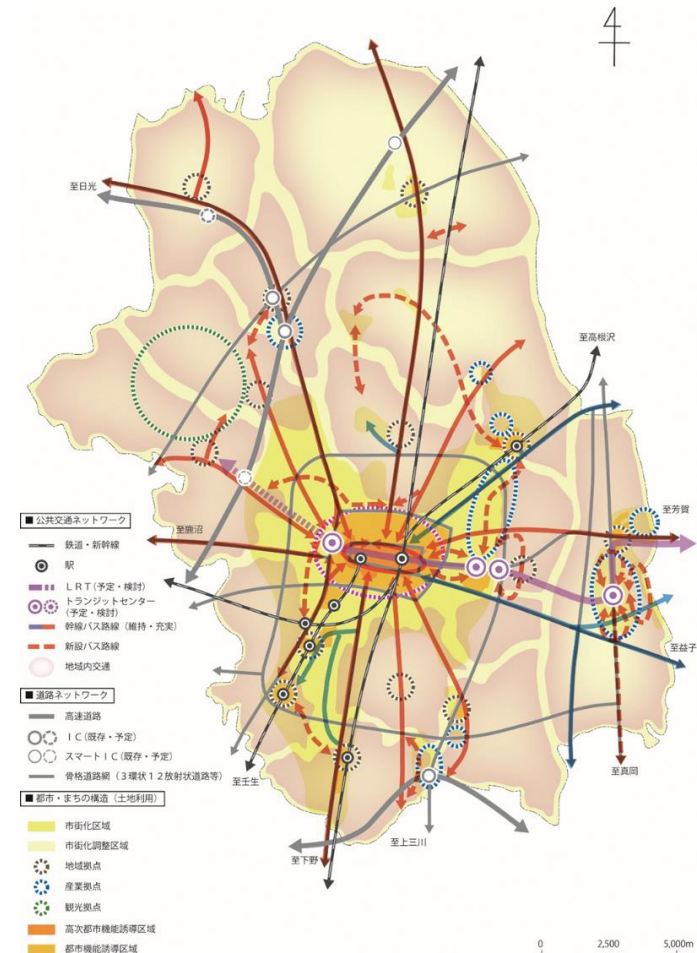 至日光
至高根沢
■ 公共交通ネットワーク
鉄道・新幹線
駅
LRT（予定・検討）
トランジットセンター
（予定・検討）
幹線バス路線（維持・充実）
新設バス路線
地域内交通
至鹿沼
至芳賀
至益子
至真岡
■ 道路ネットワーク
高速道路
IC（既存・予定）
スマートIC（既存・予定）
骨格道路網（３環状１２放射状道路等）
至壬生
至上三川
至下野
■ 都市・まちの構造（土地利用）
市街化区域
市街化調整区域
地域拠点
産業拠点
観光拠点
高次都市機能誘導区域
都市機能誘導区域
0 2,500 5,000m